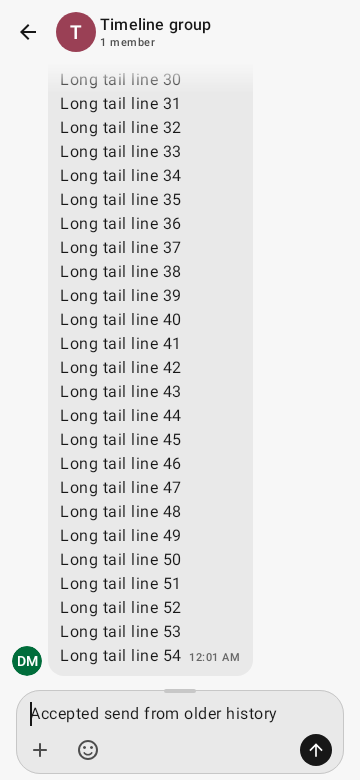 T
Timeline group
1 member
Long tail line 30
Long tail line 31
Long tail line 32
Long tail line 33
Long tail line 34
Long tail line 35
Long tail line 36
Long tail line 37
Long tail line 38
Long tail line 39
Long tail line 40
Long tail line 41
Long tail line 42
Long tail line 43
Long tail line 44
Long tail line 45
Long tail line 46
Long tail line 47
Long tail line 48
Long tail line 49
Long tail line 50
Long tail line 51
Long tail line 52
Long tail line 53
DM
Long tail line 54 12:01 AM
Accepted send from older history